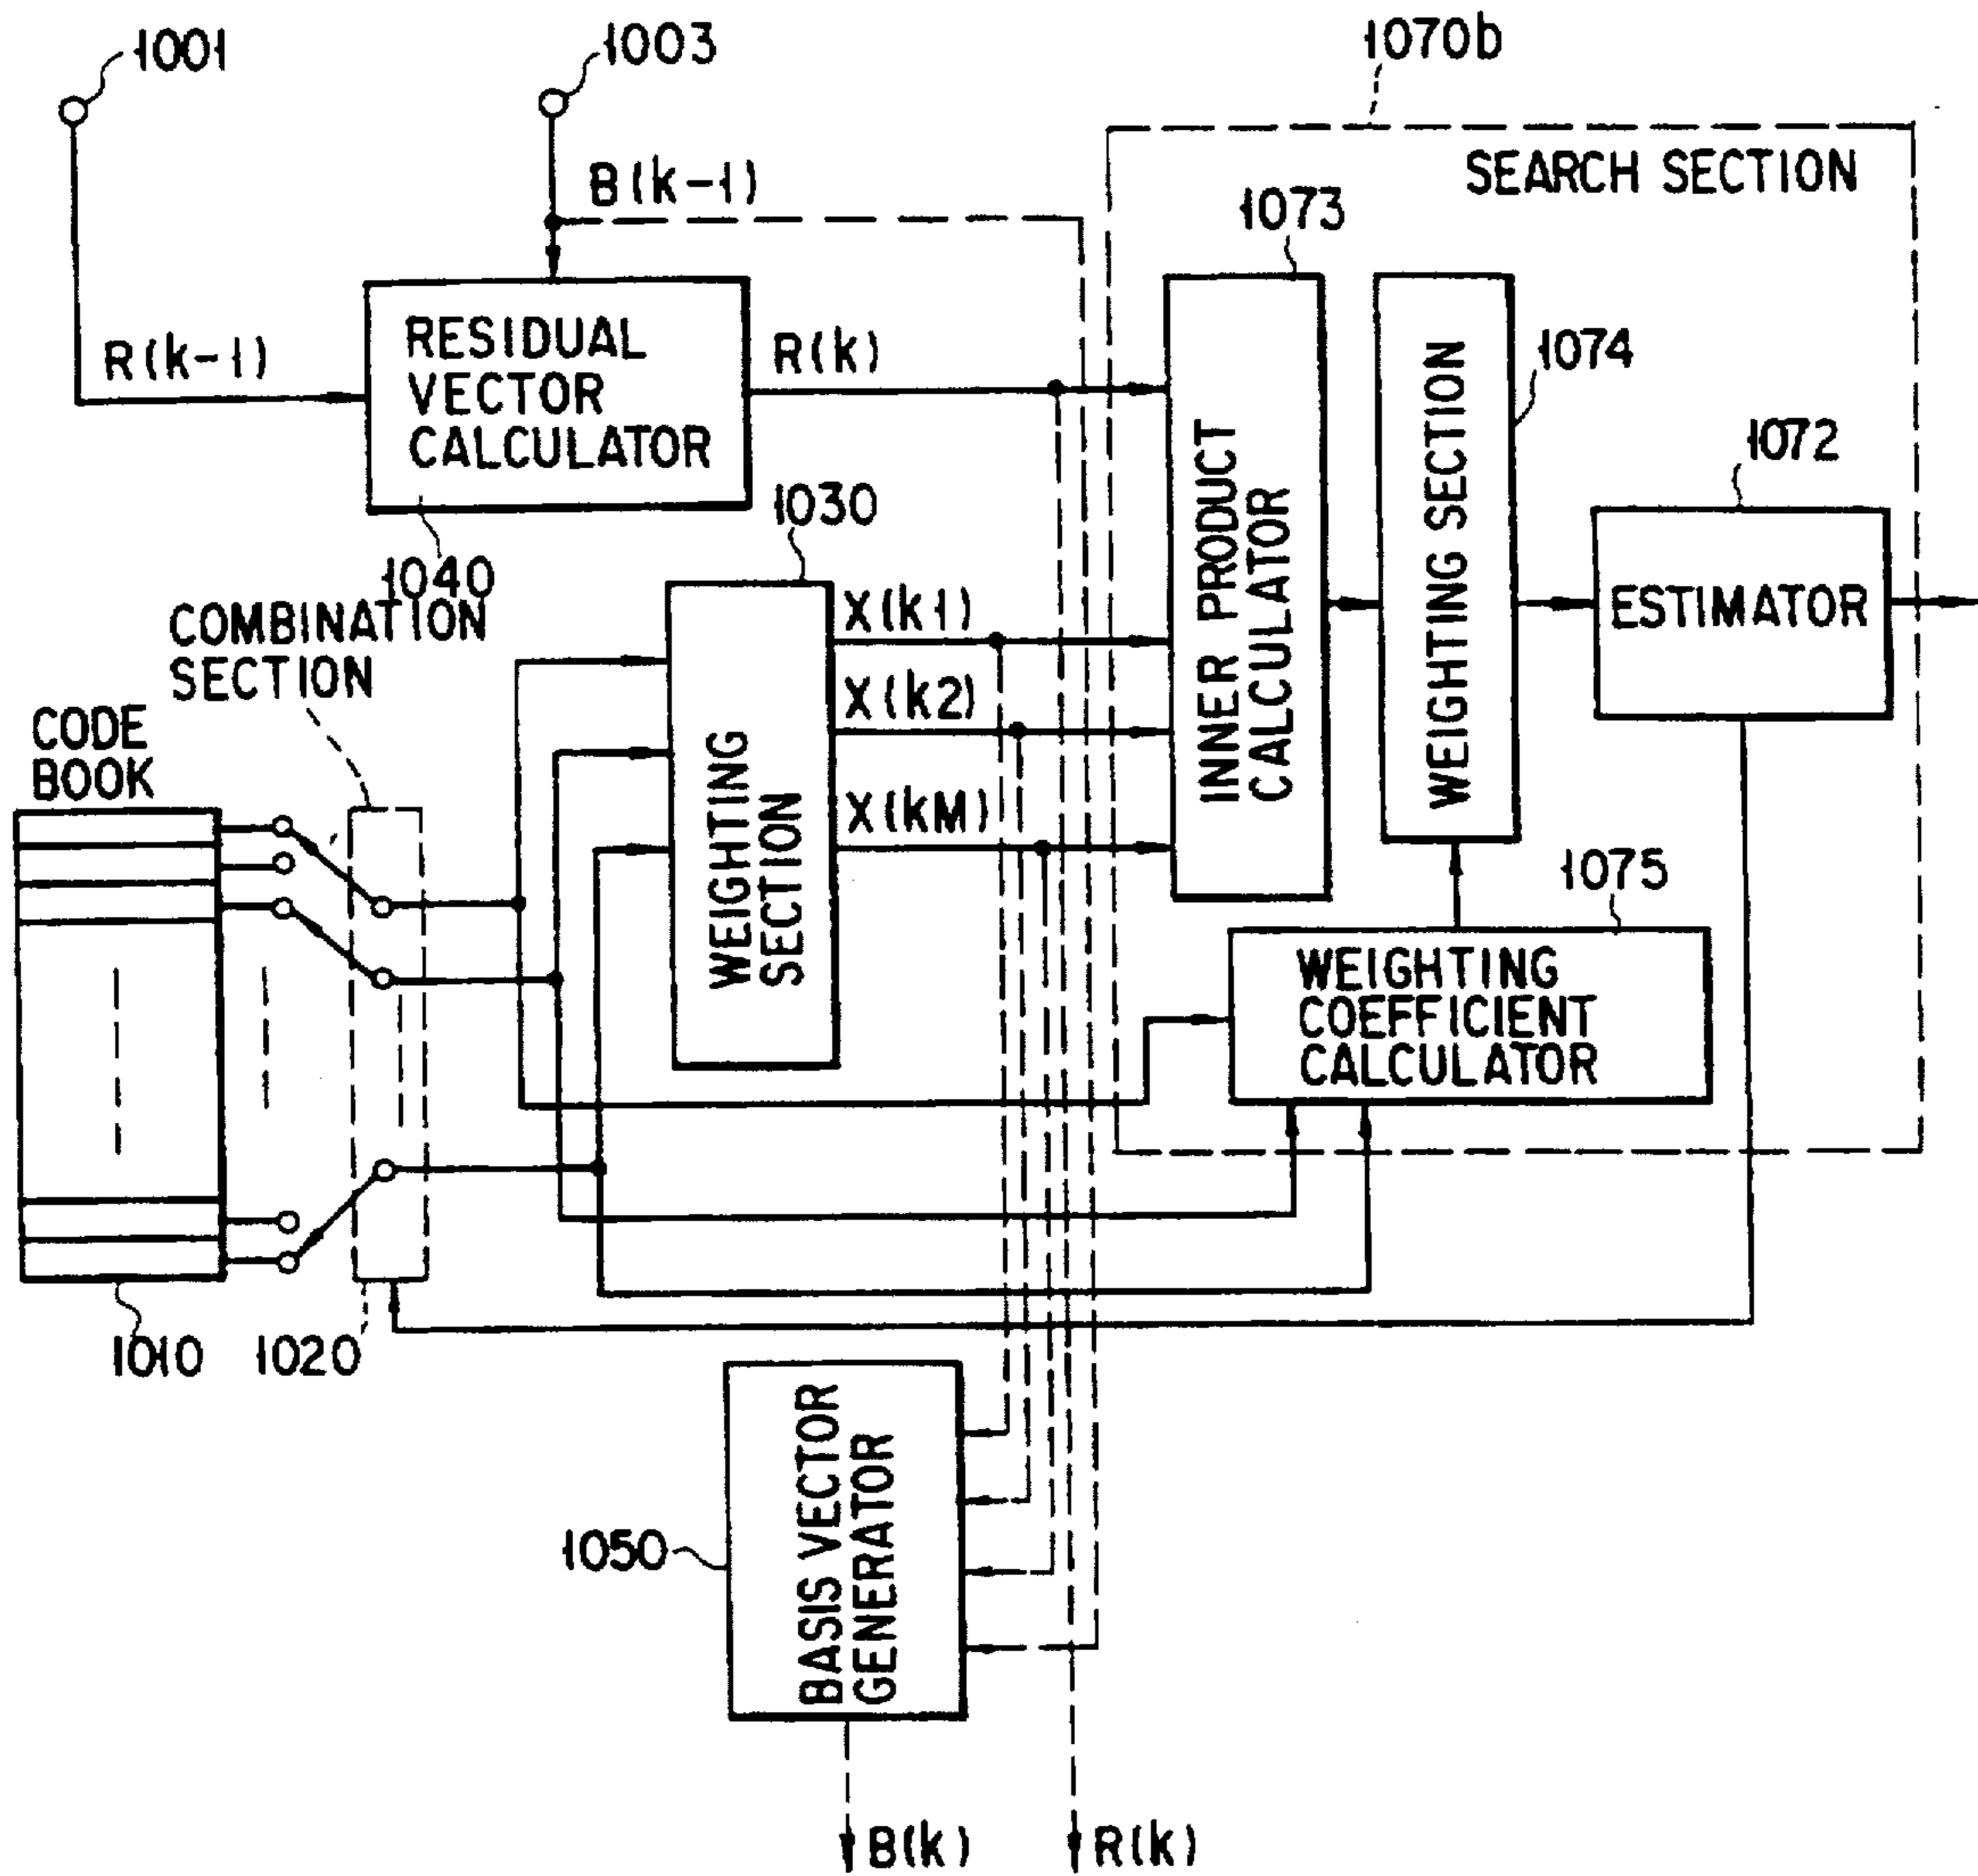 1001
1003
1070b
B(k-1)
SEARCH SECTION
1073
R(k-1)
RESIDUAL
VECTOR
CALCULATOR
R(k)
1074
1072
1040
1030
COMBINATION
SECTION
X(k1)
X(k2)
X(kM)
WEIGHTING
SECTION
INNER PRODUCT
CALCULATOR
WEIGHTING SECTION
ESTIMATOR
CODE
BOOK
1075
WEIGHTING
COEFFICIENT
CALCULATOR
1010
1020
1050
BASIS VECTOR
GENERATOR
B(k)
R(k)